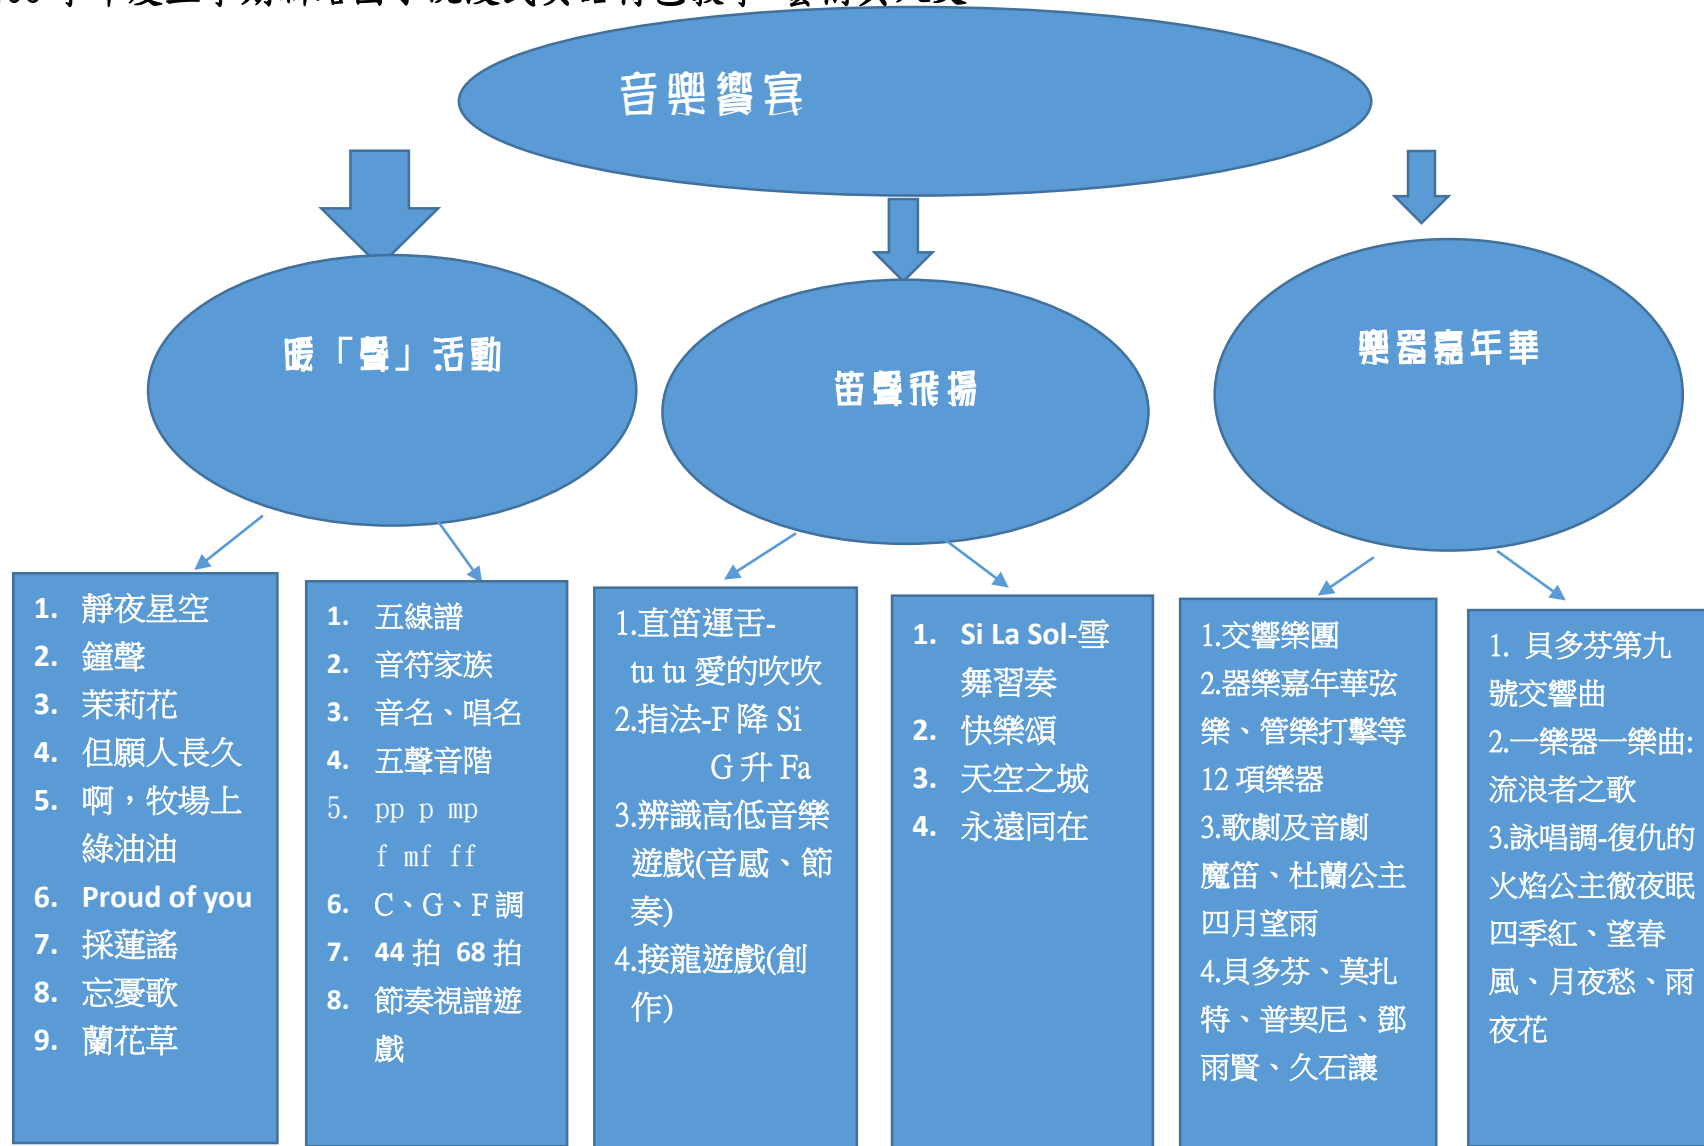 音樂饗宴
暖「聲」活動
笛聲飛揚
樂器嘉年華
1. 靜夜星空
2. 鐘聲
3. 茉莉花
4. 但願人長久
5. 啊，牧場上
綠油油
6. Proud of you
7. 採蓮謠
8. 忘憂歌
9. 蘭花草
1. 五線譜
2. 音符家族
3. 音名、唱名
4. 五聲音階
5. pp p mp
f mf ff
6. C、G、F調
7. 44拍 68拍
8. 節奏視譜遊
戲
1.直笛運舌-
tu tu 愛的吹吹
2.指法-F 降 Si
G 升 Fa
3.辨識高低音樂
遊戲(音感、節
奏)
4.接龍遊戲(創
作)
1. Si La Sol-雪
舞習奏
2. 快樂頌
3. 天空之城
4. 永遠同在
1.交響樂團
2.器樂嘉年華弦
樂、管樂打擊等
12 項樂器
3.歌劇及音劇
魔笛、杜蘭公主
四月望雨
4.貝多芬、莫扎
特、普契尼、鄧
雨賢、久石讓
1. 貝多芬第九
號交響曲
2.一樂器一樂曲:
流浪者之歌
3.詠唱調-復仇的
火焰公主徹夜眠
四季紅、望春
風、月夜愁、雨
夜花